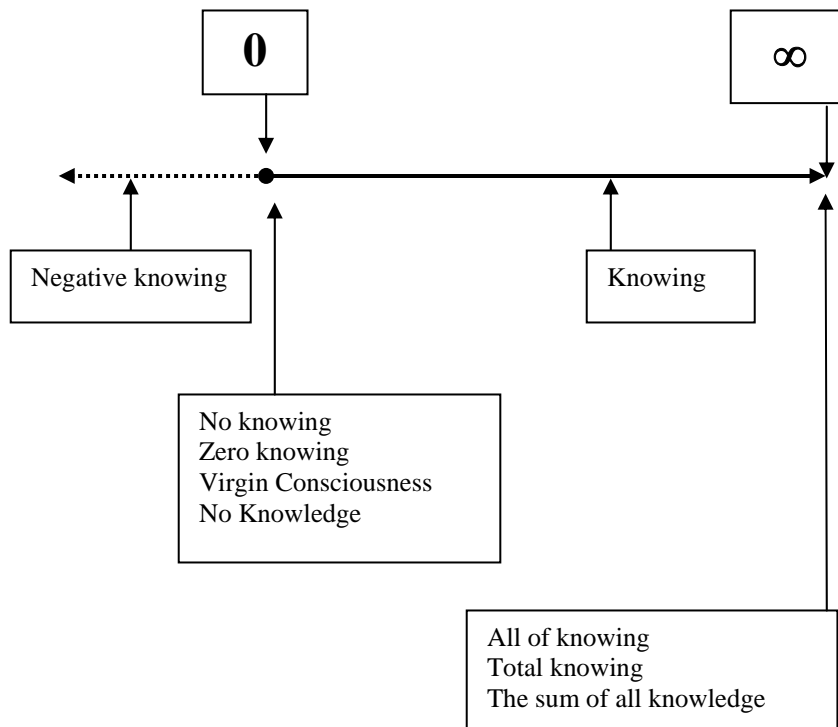 0
∞
Negative knowing
Knowing
No knowing
Zero knowing
Virgin Consciousness
No Knowledge
All of knowing
Total knowing
The sum of all knowledge